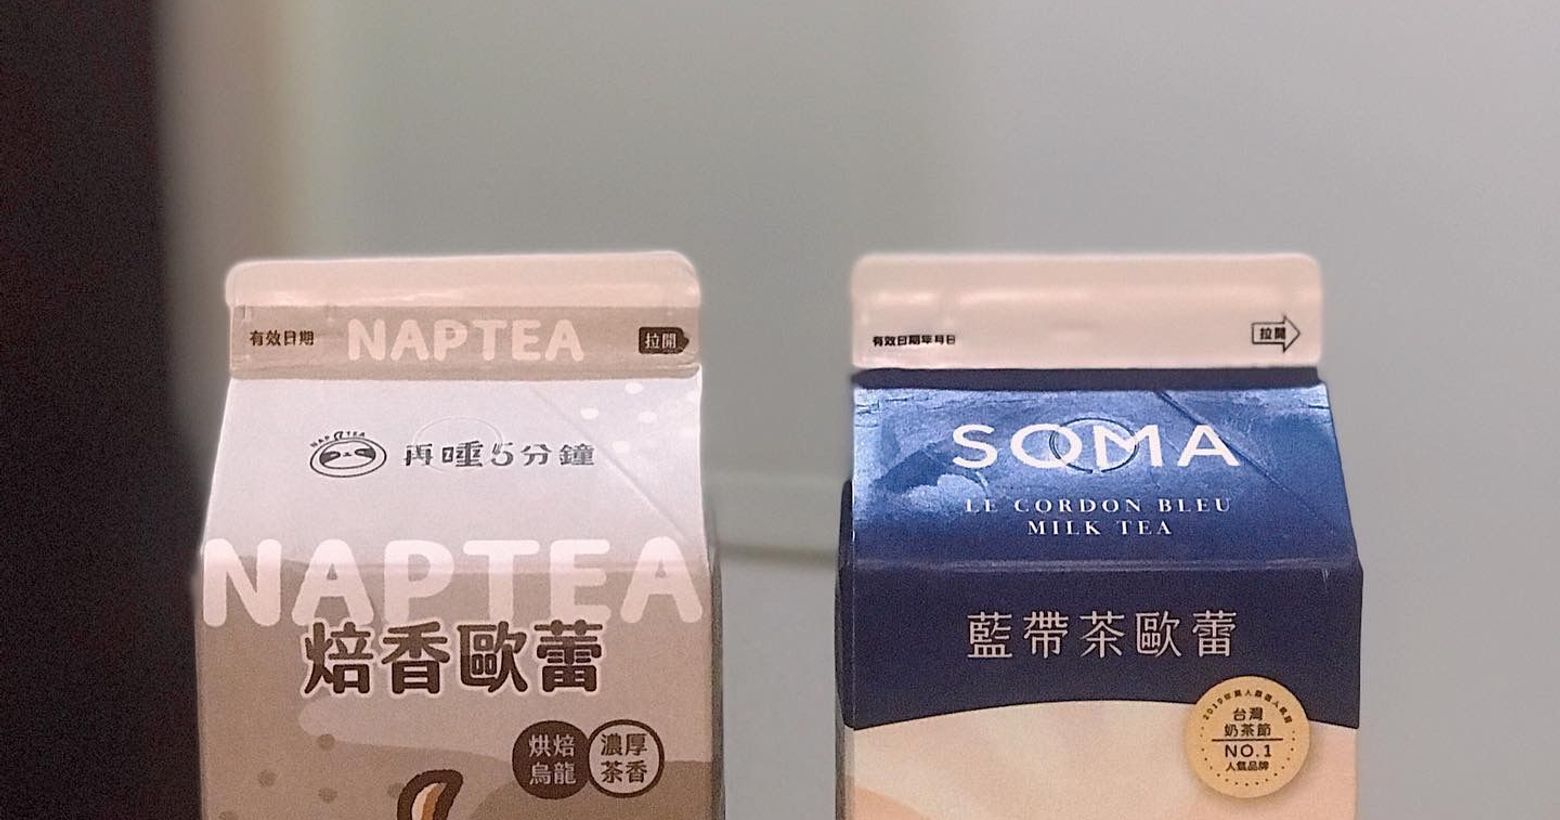 有效日期 NAPTEA 拉開
NAPTEA
再睡5分鐘
NAPTEA
焙香歐蕾
烘焙
烏龍
濃厚
茶香
有效日期年月日 拉開
SOMA
LE CORDON BLEU
MILK TEA
藍帶茶歐蕾
台灣
奶茶節
NO.1
人氣品牌